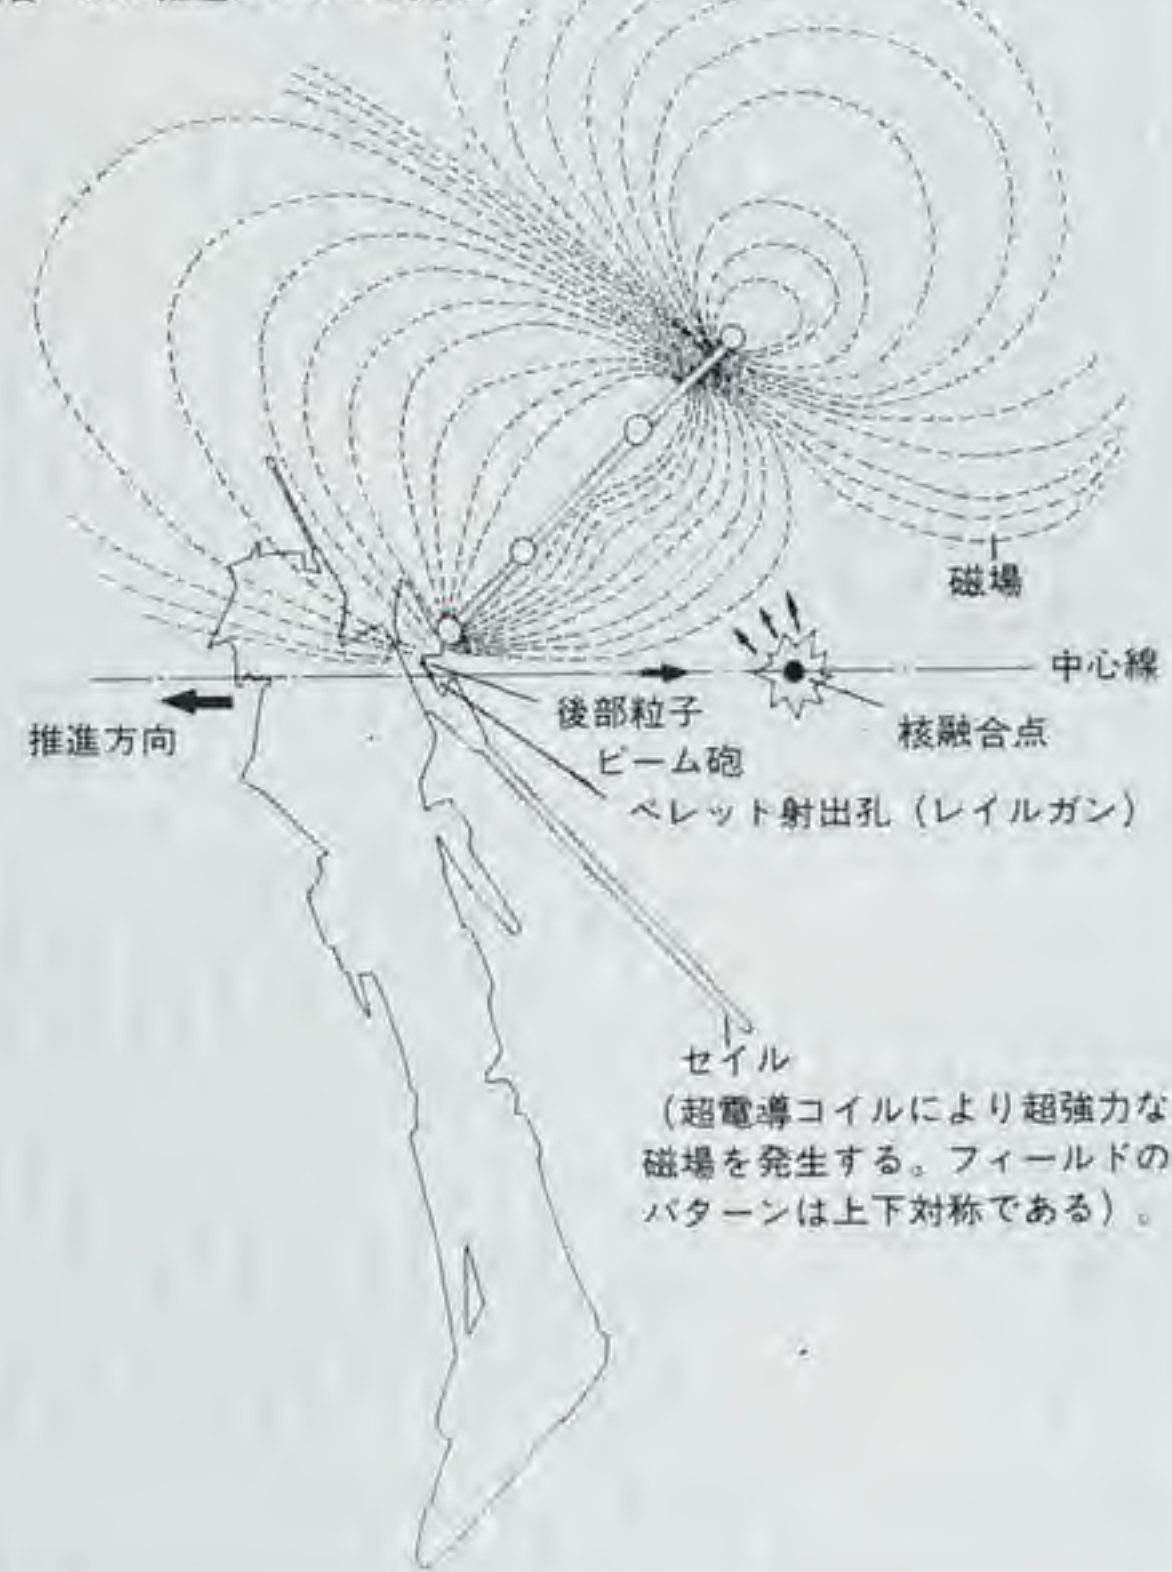 磁場
中心線
後部粒子
ビーム砲
核融合点
推進方向
ペレット射出孔（レイルガン）
セイル
（超電導コイルにより超強力な
磁場を発生する。フィールドの
パターンは上下対称である）。